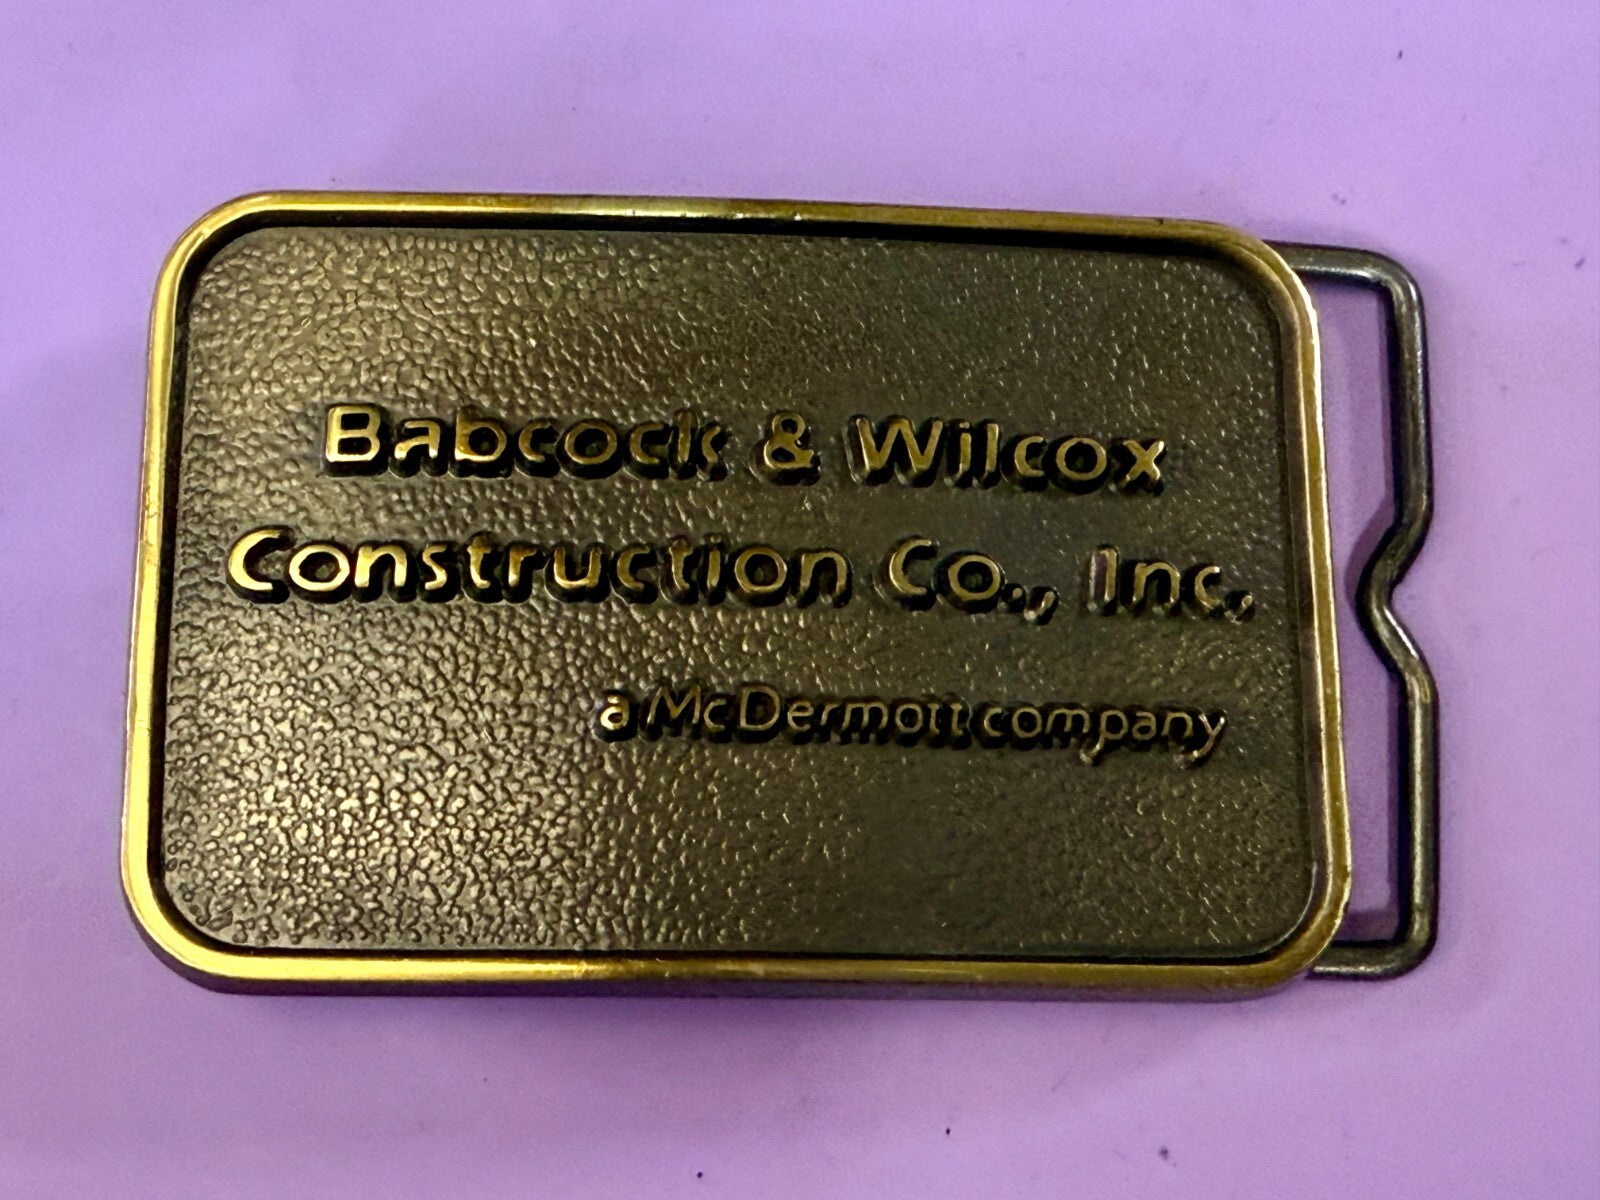 Babcock & Wilcox
Construction Co., Inc,
a McDermott company